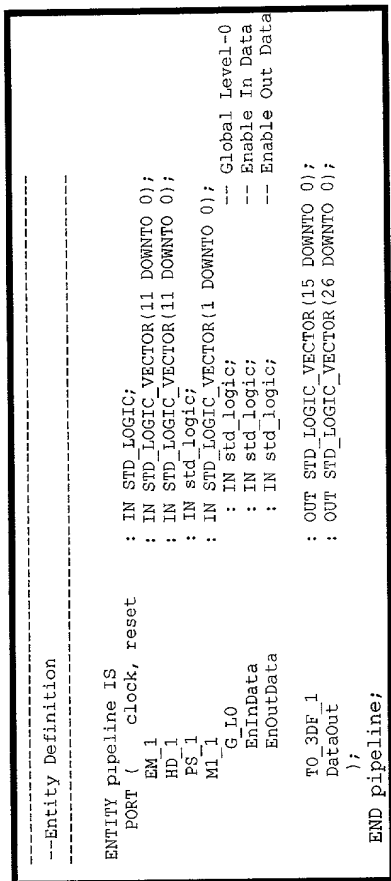 --------------------------------------------------
--Entity Definition
--------------------------------------------------
ENTITY pipeline IS
PORT ( clock, reset : IN STD_LOGIC;
EM_1 : IN STD_LOGIC_VECTOR(11 DOWNTO 0);
HD_1 : IN STD_LOGIC_VECTOR(11 DOWNTO 0);
PS_1 : IN std_logic;
M1_1 : IN STD_LOGIC_VECTOR(1 DOWNTO 0);
G_L0 : IN std_logic; -- Global Level-0
EnInData : IN std_logic; -- Enable In Data
EnOutData : IN std_logic; -- Enable Out Data
TO_3DF_1 : OUT STD_LOGIC_VECTOR(15 DOWNTO 0);
DataOut : OUT STD_LOGIC_VECTOR(26 DOWNTO 0);
);
END pipeline;